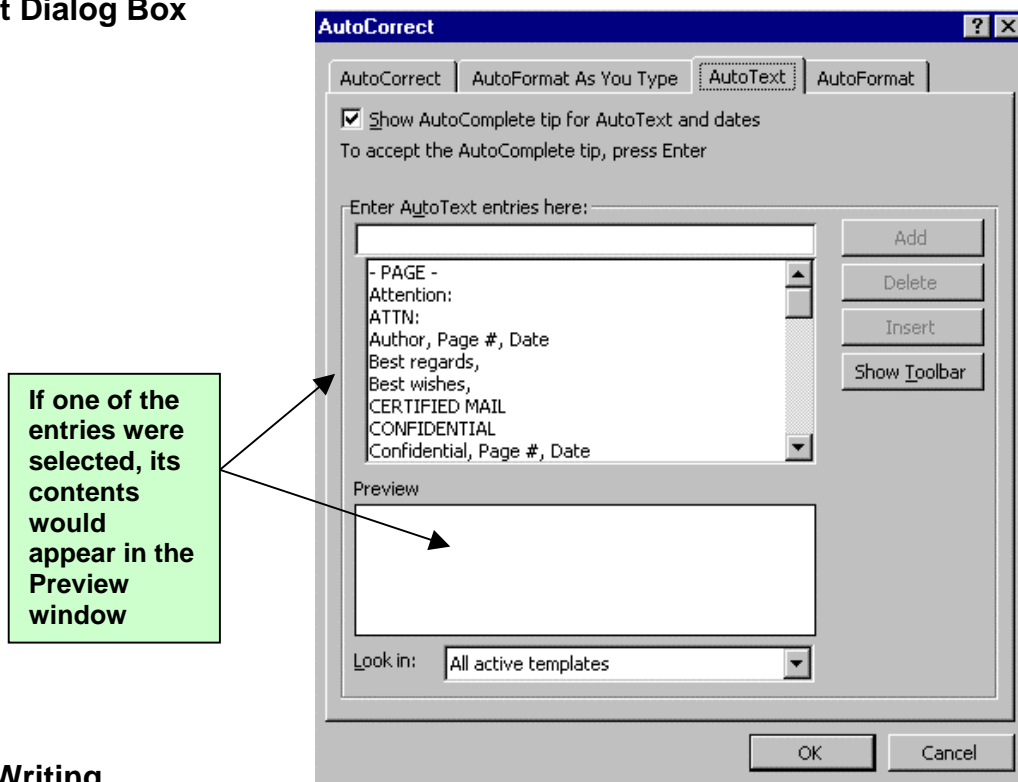 t Dialog Box
AutoCorrect
AutoCorrect AutoFormat As You Type AutoText AutoFormat
Show AutoComplete tip for AutoText and dates
To accept the AutoComplete tip, press Enter
Enter AutoText entries here:
Add
- PAGE -
Attention:
ATTN:
Author, Page #, Date
Best regards,
Best wishes,
CERTIFIED MAIL
CONFIDENTIAL
Confidential, Page #, Date
Delete
Insert
Show Toolbar
If one of the
entries were
selected, its
contents
would
appear in the
Preview
window
Preview
Look in: All active templates
OK Cancel
Writing